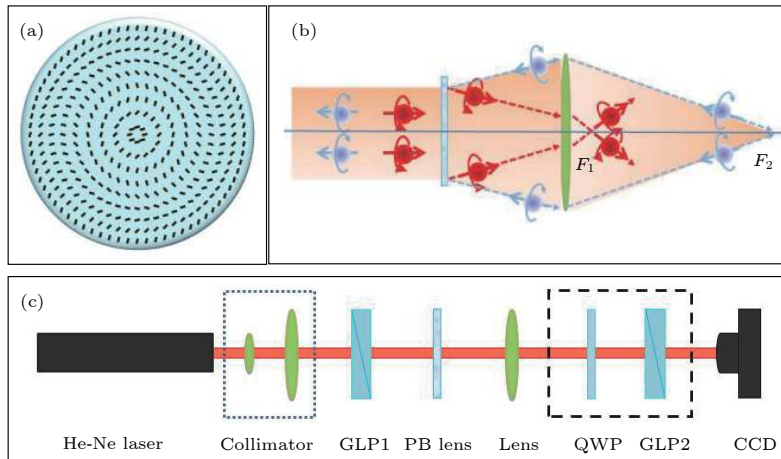 (a)
(b)
F₁
F₂
(c)
He-Ne laser Collimator GLP1 PB lens Lens QWP GLP2 CCD